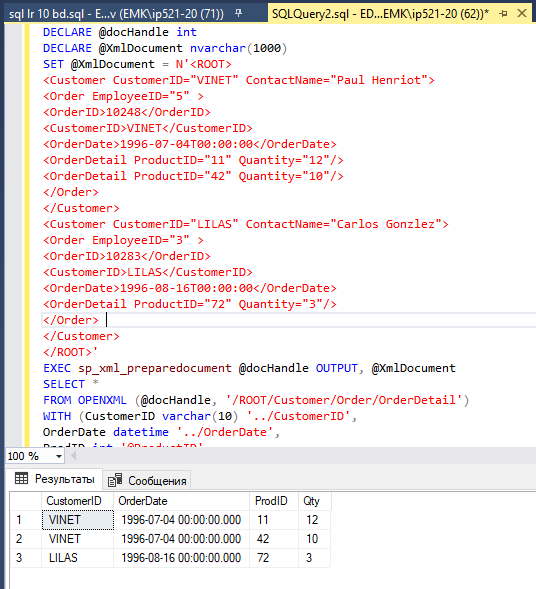 sql lr 10 bd.sql - E...v (EMK\ip521-20 (71))
SQLQuery2.sql - ED...EMK\ip521-20 (62))*
DECLARE @docHandle int
DECLARE @XmlDocument nvarchar(1000)
SET @XmlDocument = N'<ROOT>
<Customer CustomerID="VINET" ContactName="Paul Henriot">
<Order EmployeeID="5" >
<OrderID>10248</OrderID>
<CustomerID>VINET</CustomerID>
<OrderDate>1996-07-04T00:00:00</OrderDate>
<OrderDetail ProductID="11" Quantity="12"/>
<OrderDetail ProductID="42" Quantity="10"/>
</Order>
</Customer>
<Customer CustomerID="LILAS" ContactName="Carlos Gonzlez">
<Order EmployeeID="3" >
<OrderID>10283</OrderID>
<CustomerID>LILAS</CustomerID>
<OrderDate>1996-08-16T00:00:00</OrderDate>
<OrderDetail ProductID="72" Quantity="3"/>
</Order>
</Customer>
</ROOT>'
EXEC sp_xml_preparedocument @docHandle OUTPUT, @XmlDocument
SELECT *
FROM OPENXML (@docHandle, '/ROOT/Customer/Order/OrderDetail')
WITH (CustomerID varchar(10) '../CustomerID',
OrderDate datetime '../OrderDate',
ProdID int '@ProductID'
100 %
Результаты Сообщения
CustomerID OrderDate ProdID Qty
1 VINET 1996-07-04 00:00:00.000 11 12
2 VINET 1996-07-04 00:00:00.000 42 10
3 LILAS 1996-08-16 00:00:00.000 72 3